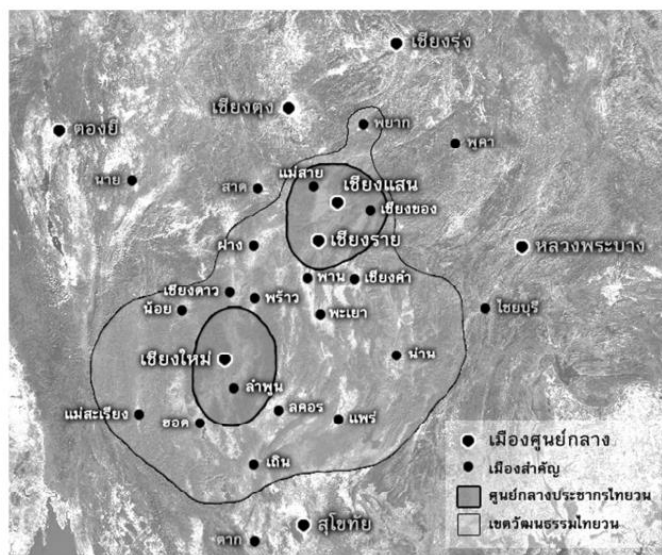 เชียงรุ่ง
เชียงตุง
พยาก
ตองยี
พูคา
นาย
สาด
แม่สาย
เชียงแสน
เชียงของ
ฝาง
เชียงราย
หลวงพระบาง
พาน
เชียงคำ
เชียงดาว
พร้าว
น้อย
พะเยา
ไชยบุรี
เชียงใหม่
น่าน
ลำพูน
แม่สะเรียง
ฮอด
ลคอร
แพร่
เถิน
สุโขทัย
ตาก
เมืองศูนย์กลาง
เมืองสำคัญ
ศูนย์กลางประชากรไทยวน
เขตวัฒนธรรมไทยวน